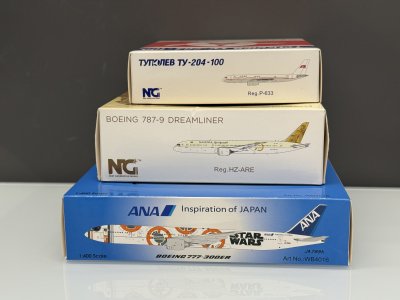 ТУПОЛЕВ ТУ-204-100
NG
Reg.P-633
BOEING 787-9 DREAMLINER
NG
Reg.HZ-ARE
ANA Inspiration of JAPAN
ANA
STAR
WARS
1:400 Scale
BOEING 777-300ER
Art No.:WB4016